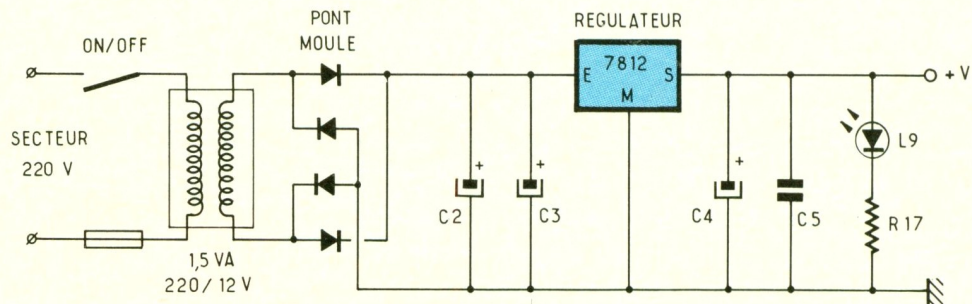 ON/OFF
PONT
MOULE
REGULATEUR
7812
E
S
M
+ V
SECTEUR
220 V
1,5 VA
220 / 12 V
+
C2
+
C3
+
C4
C5
L9
R17